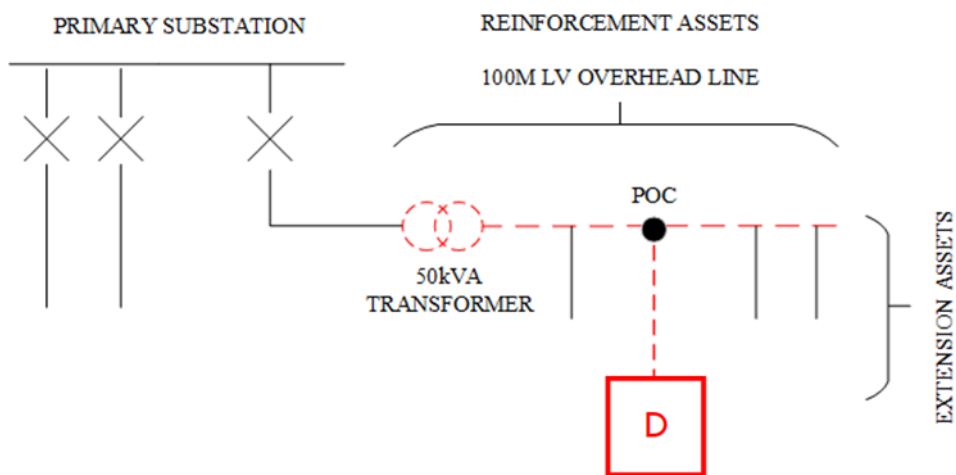 PRIMARY SUBSTATION
REINFORCEMENT ASSETS
100M LV OVERHEAD LINE
POC
50kVA
TRANSFORMER
EXTENSION ASSETS
D